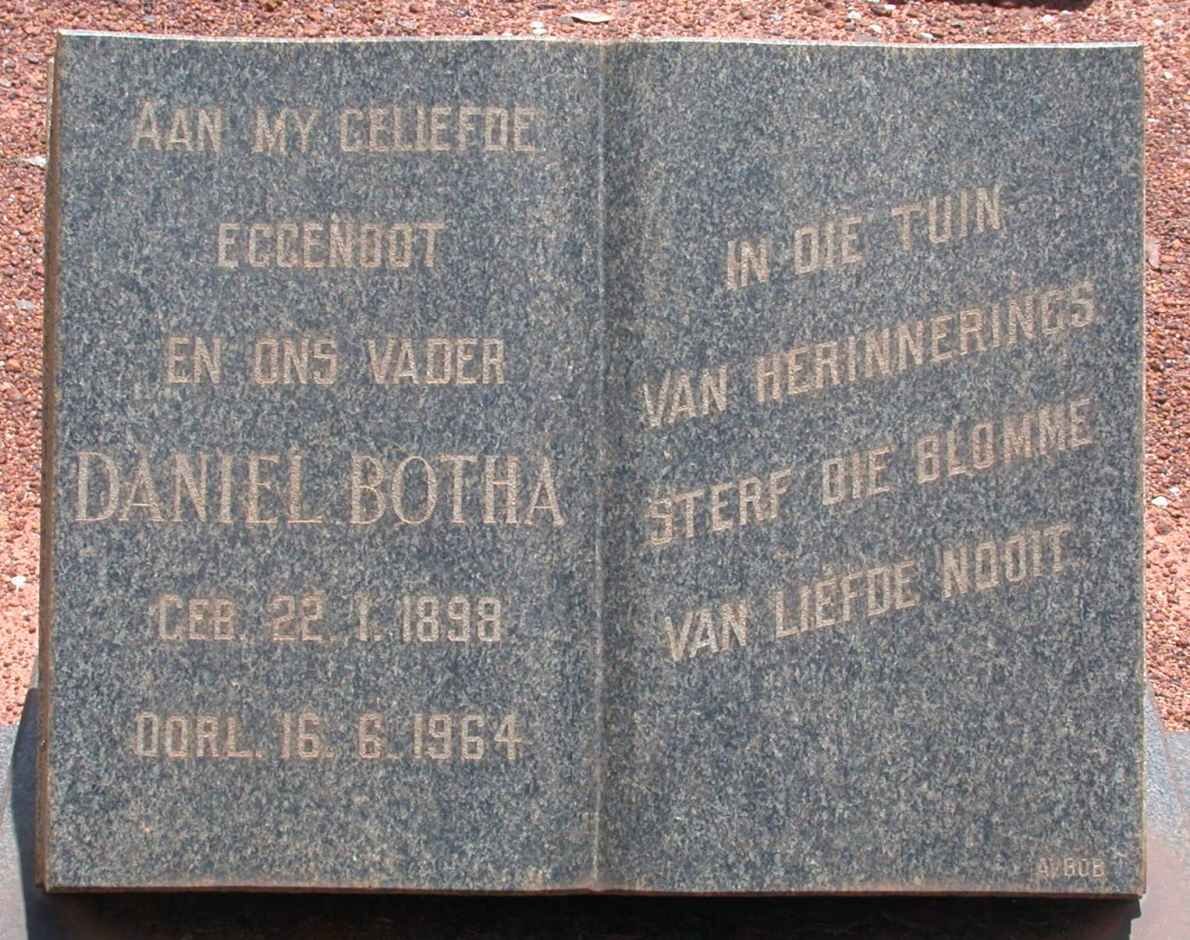 AAN MY GELIEFDE
EGGENOOT
EN ONS VADER
DANIEL BOTHA
GEB. 22. 1. 1898
OORL. 16. 6. 1964
IN DIE TUIN
VAN HERINNERINGS
STERF DIE BLOMME
VAN LIEFDE NOOIT.
AVBOB